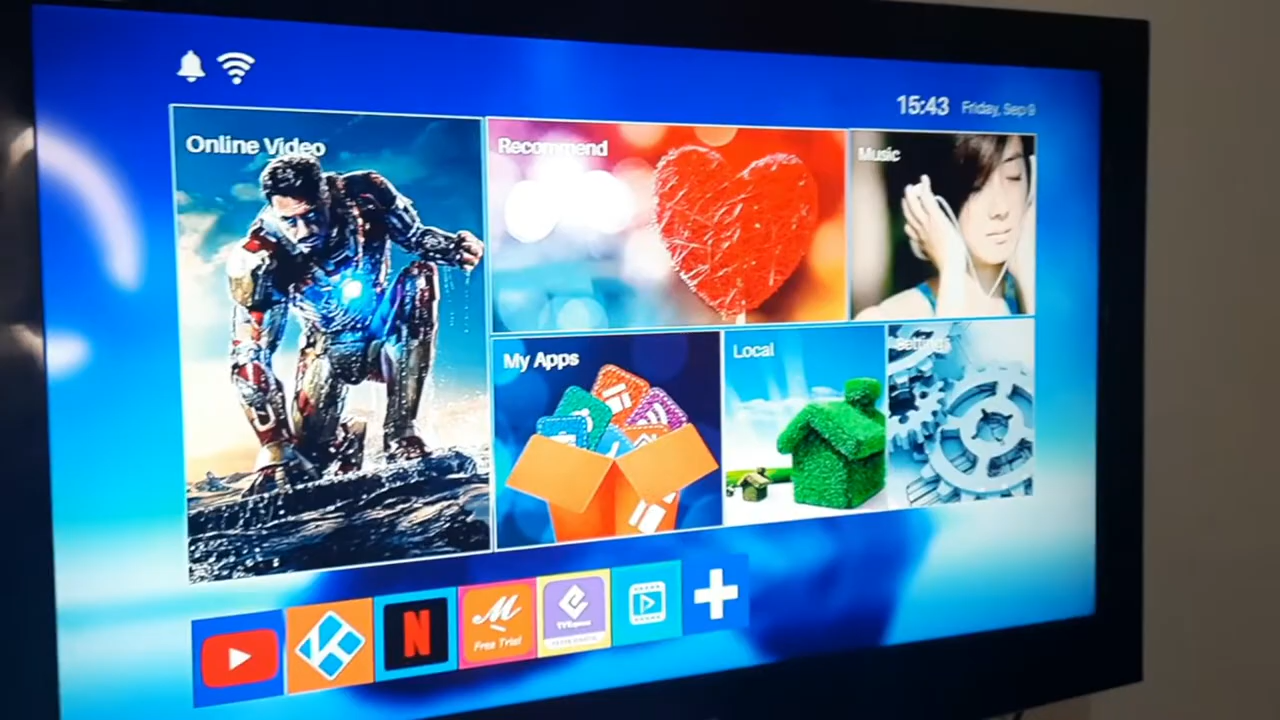 15:43 Friday, Sep 9
Online Video
Recommend
Music
My Apps
Local
Settings
N
Free Trial
TVExpress